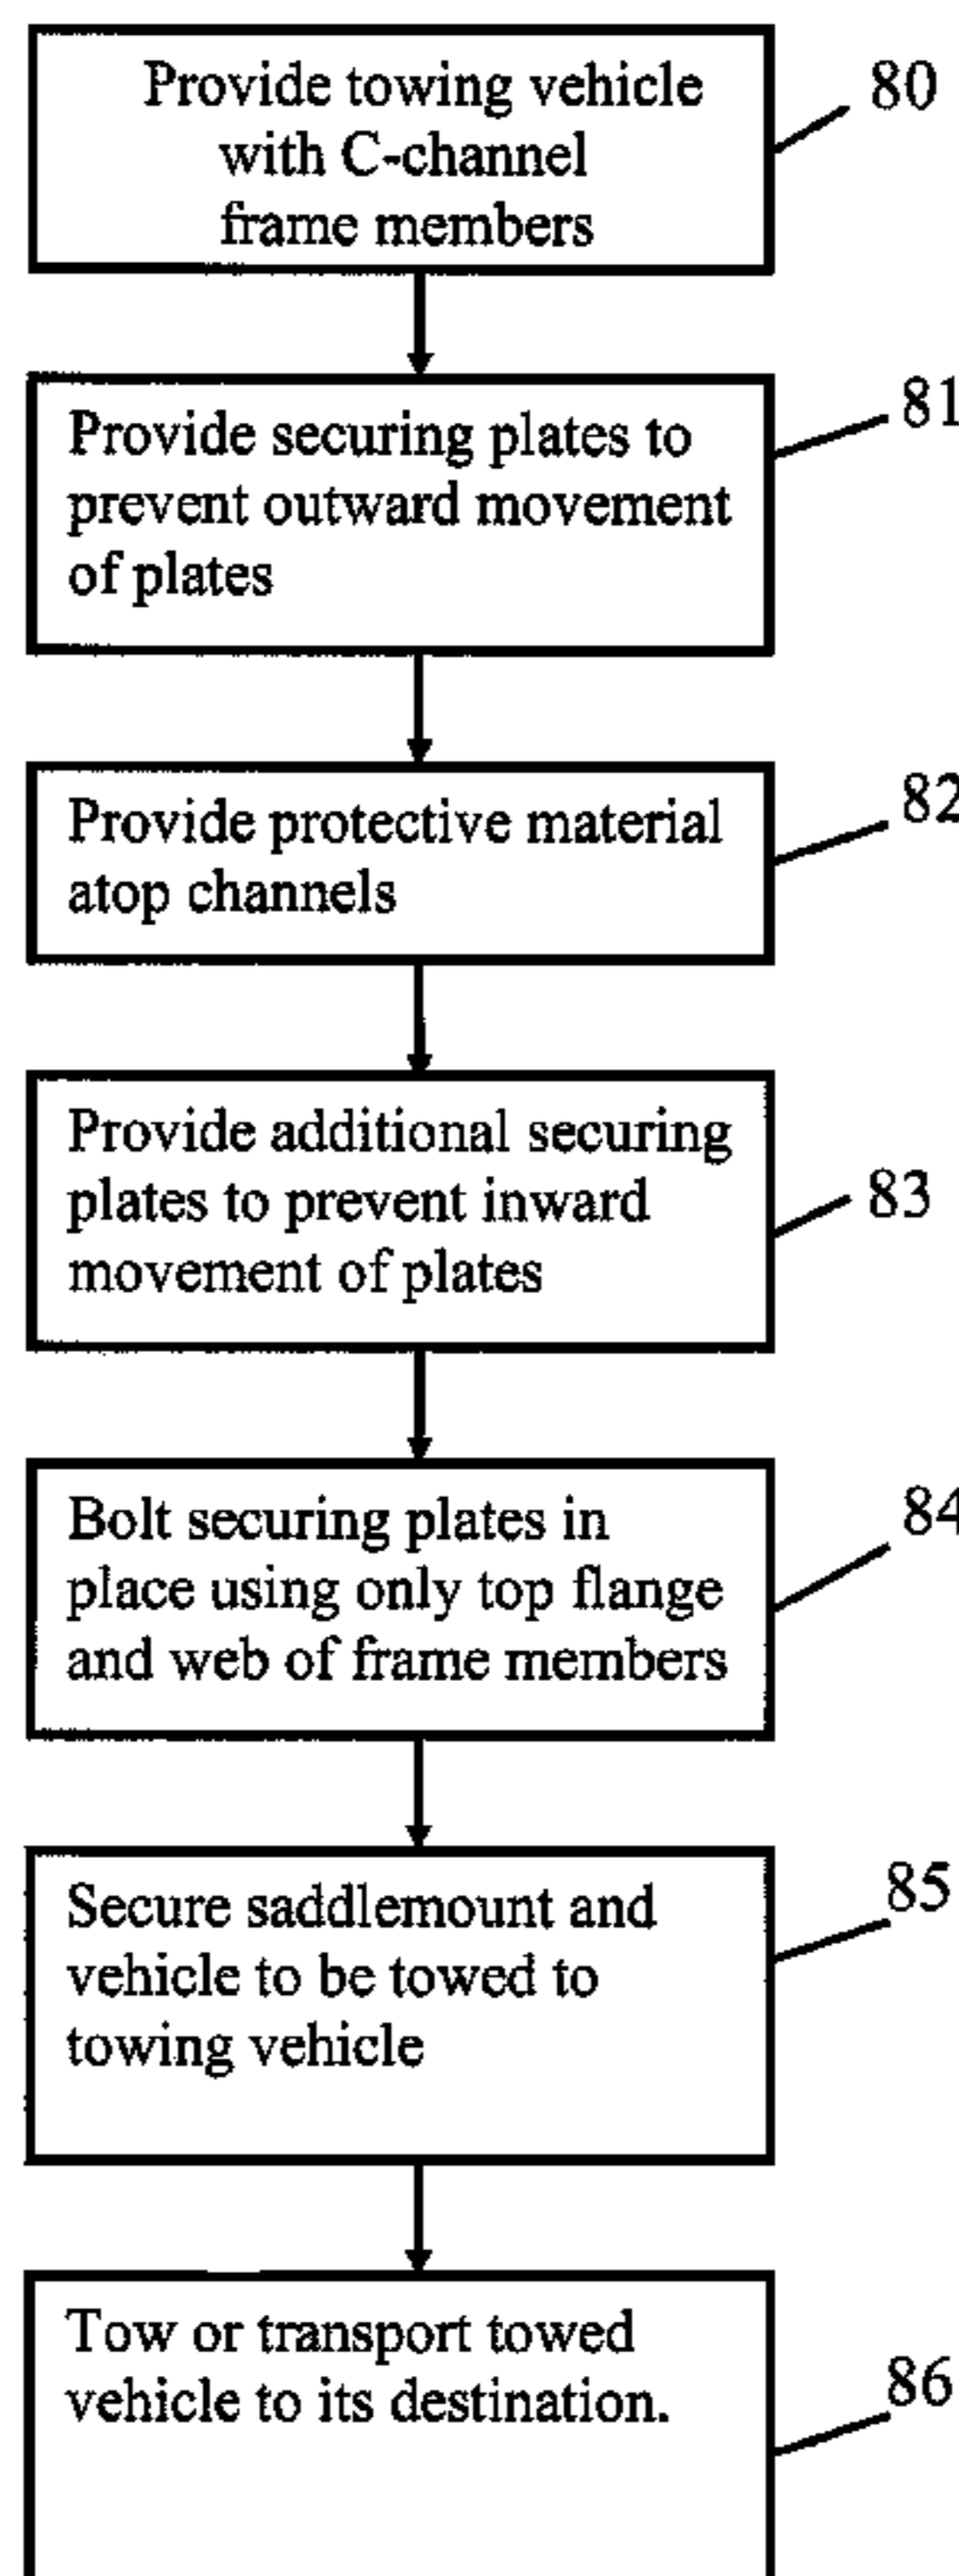 Provide towing vehicle
with C-channel
frame members
80
Provide securing plates to
prevent outward movement
of plates
81
Provide protective material
atop channels
82
Provide additional securing
plates to prevent inward
movement of plates
83
Bolt securing plates in
place using only top flange
and web of frame members
84
Secure saddlemount and
vehicle to be towed to
towing vehicle
85
Tow or transport towed
vehicle to its destination.
86